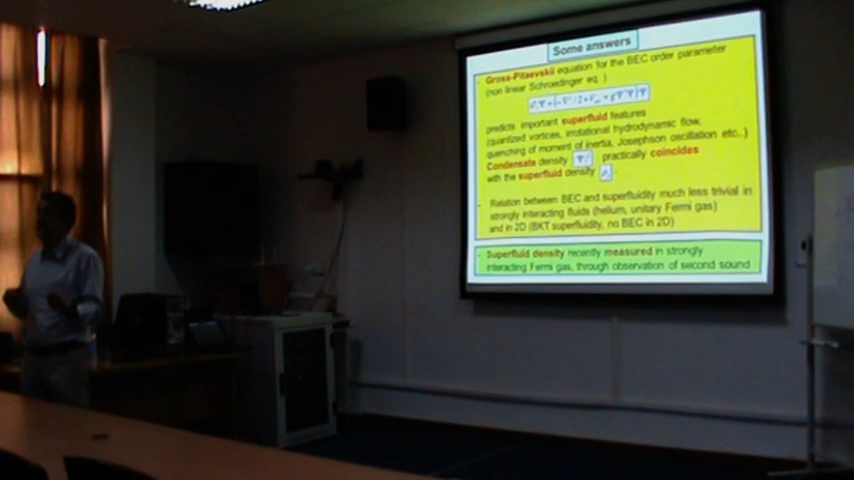 Some answers
- Gross-Pitaevskii equation for the BEC order parameter
(non linear Schroedinger eq. )
predicts important superfluid features
(quantized vortices, irrotational hydrodynamic flow,
quenching of moment of inertia, Josephson oscillation etc..)
Condensate density practically coincides
with the superfluid density
- Relation between BEC and superfluidity much less trivial in
strongly interacting fluids (helium, unitary Fermi gas)
and in 2D (BKT superfluidity, no BEC in 2D)
- Superfluid density recently measured in strongly
interacting Fermi gas, through observation of second sound